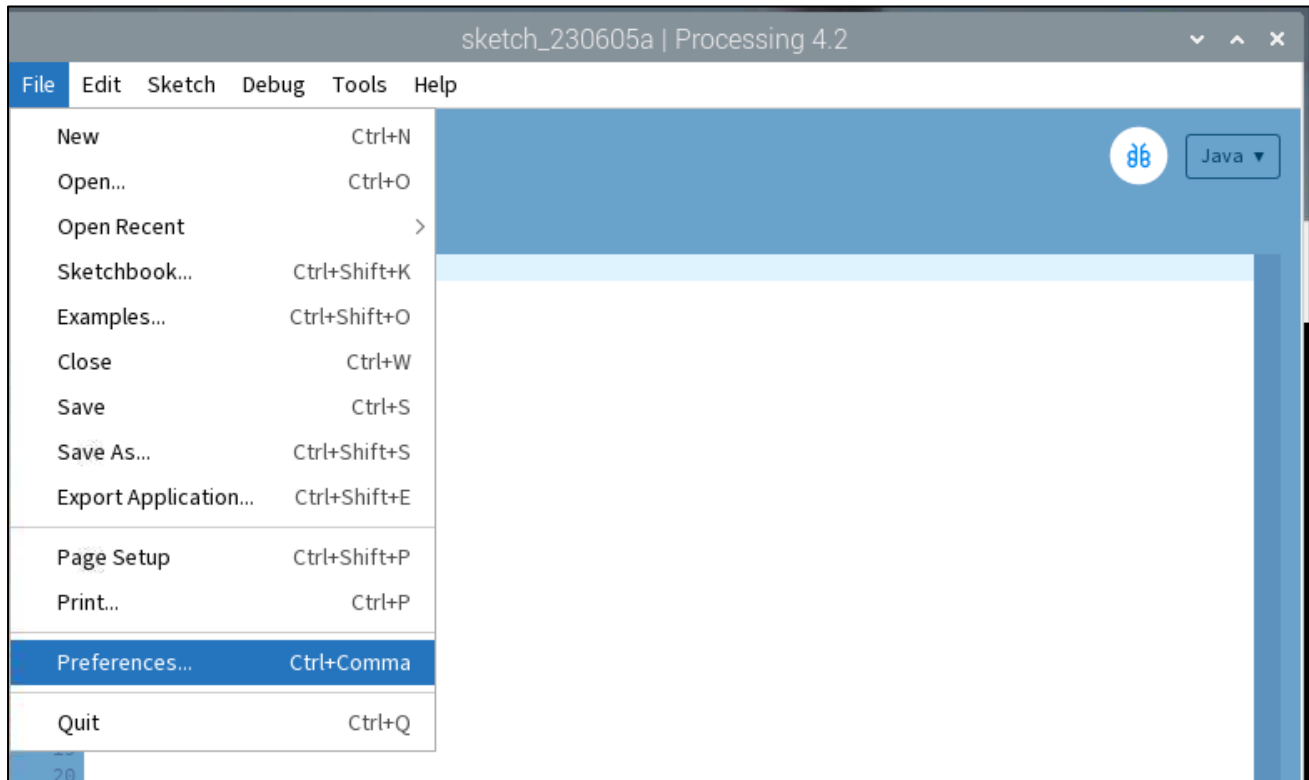 sketch_230605a | Processing 4.2
File Edit Sketch Debug Tools Help
New Ctrl+N
Java ▾
Open... Ctrl+O
Open Recent >
Sketchbook... Ctrl+Shift+K
Examples... Ctrl+Shift+O
Close Ctrl+W
Save Ctrl+S
Save As... Ctrl+Shift+S
Export Application... Ctrl+Shift+E
Page Setup Ctrl+Shift+P
Print... Ctrl+P
Preferences... Ctrl+Comma
Quit Ctrl+Q
20